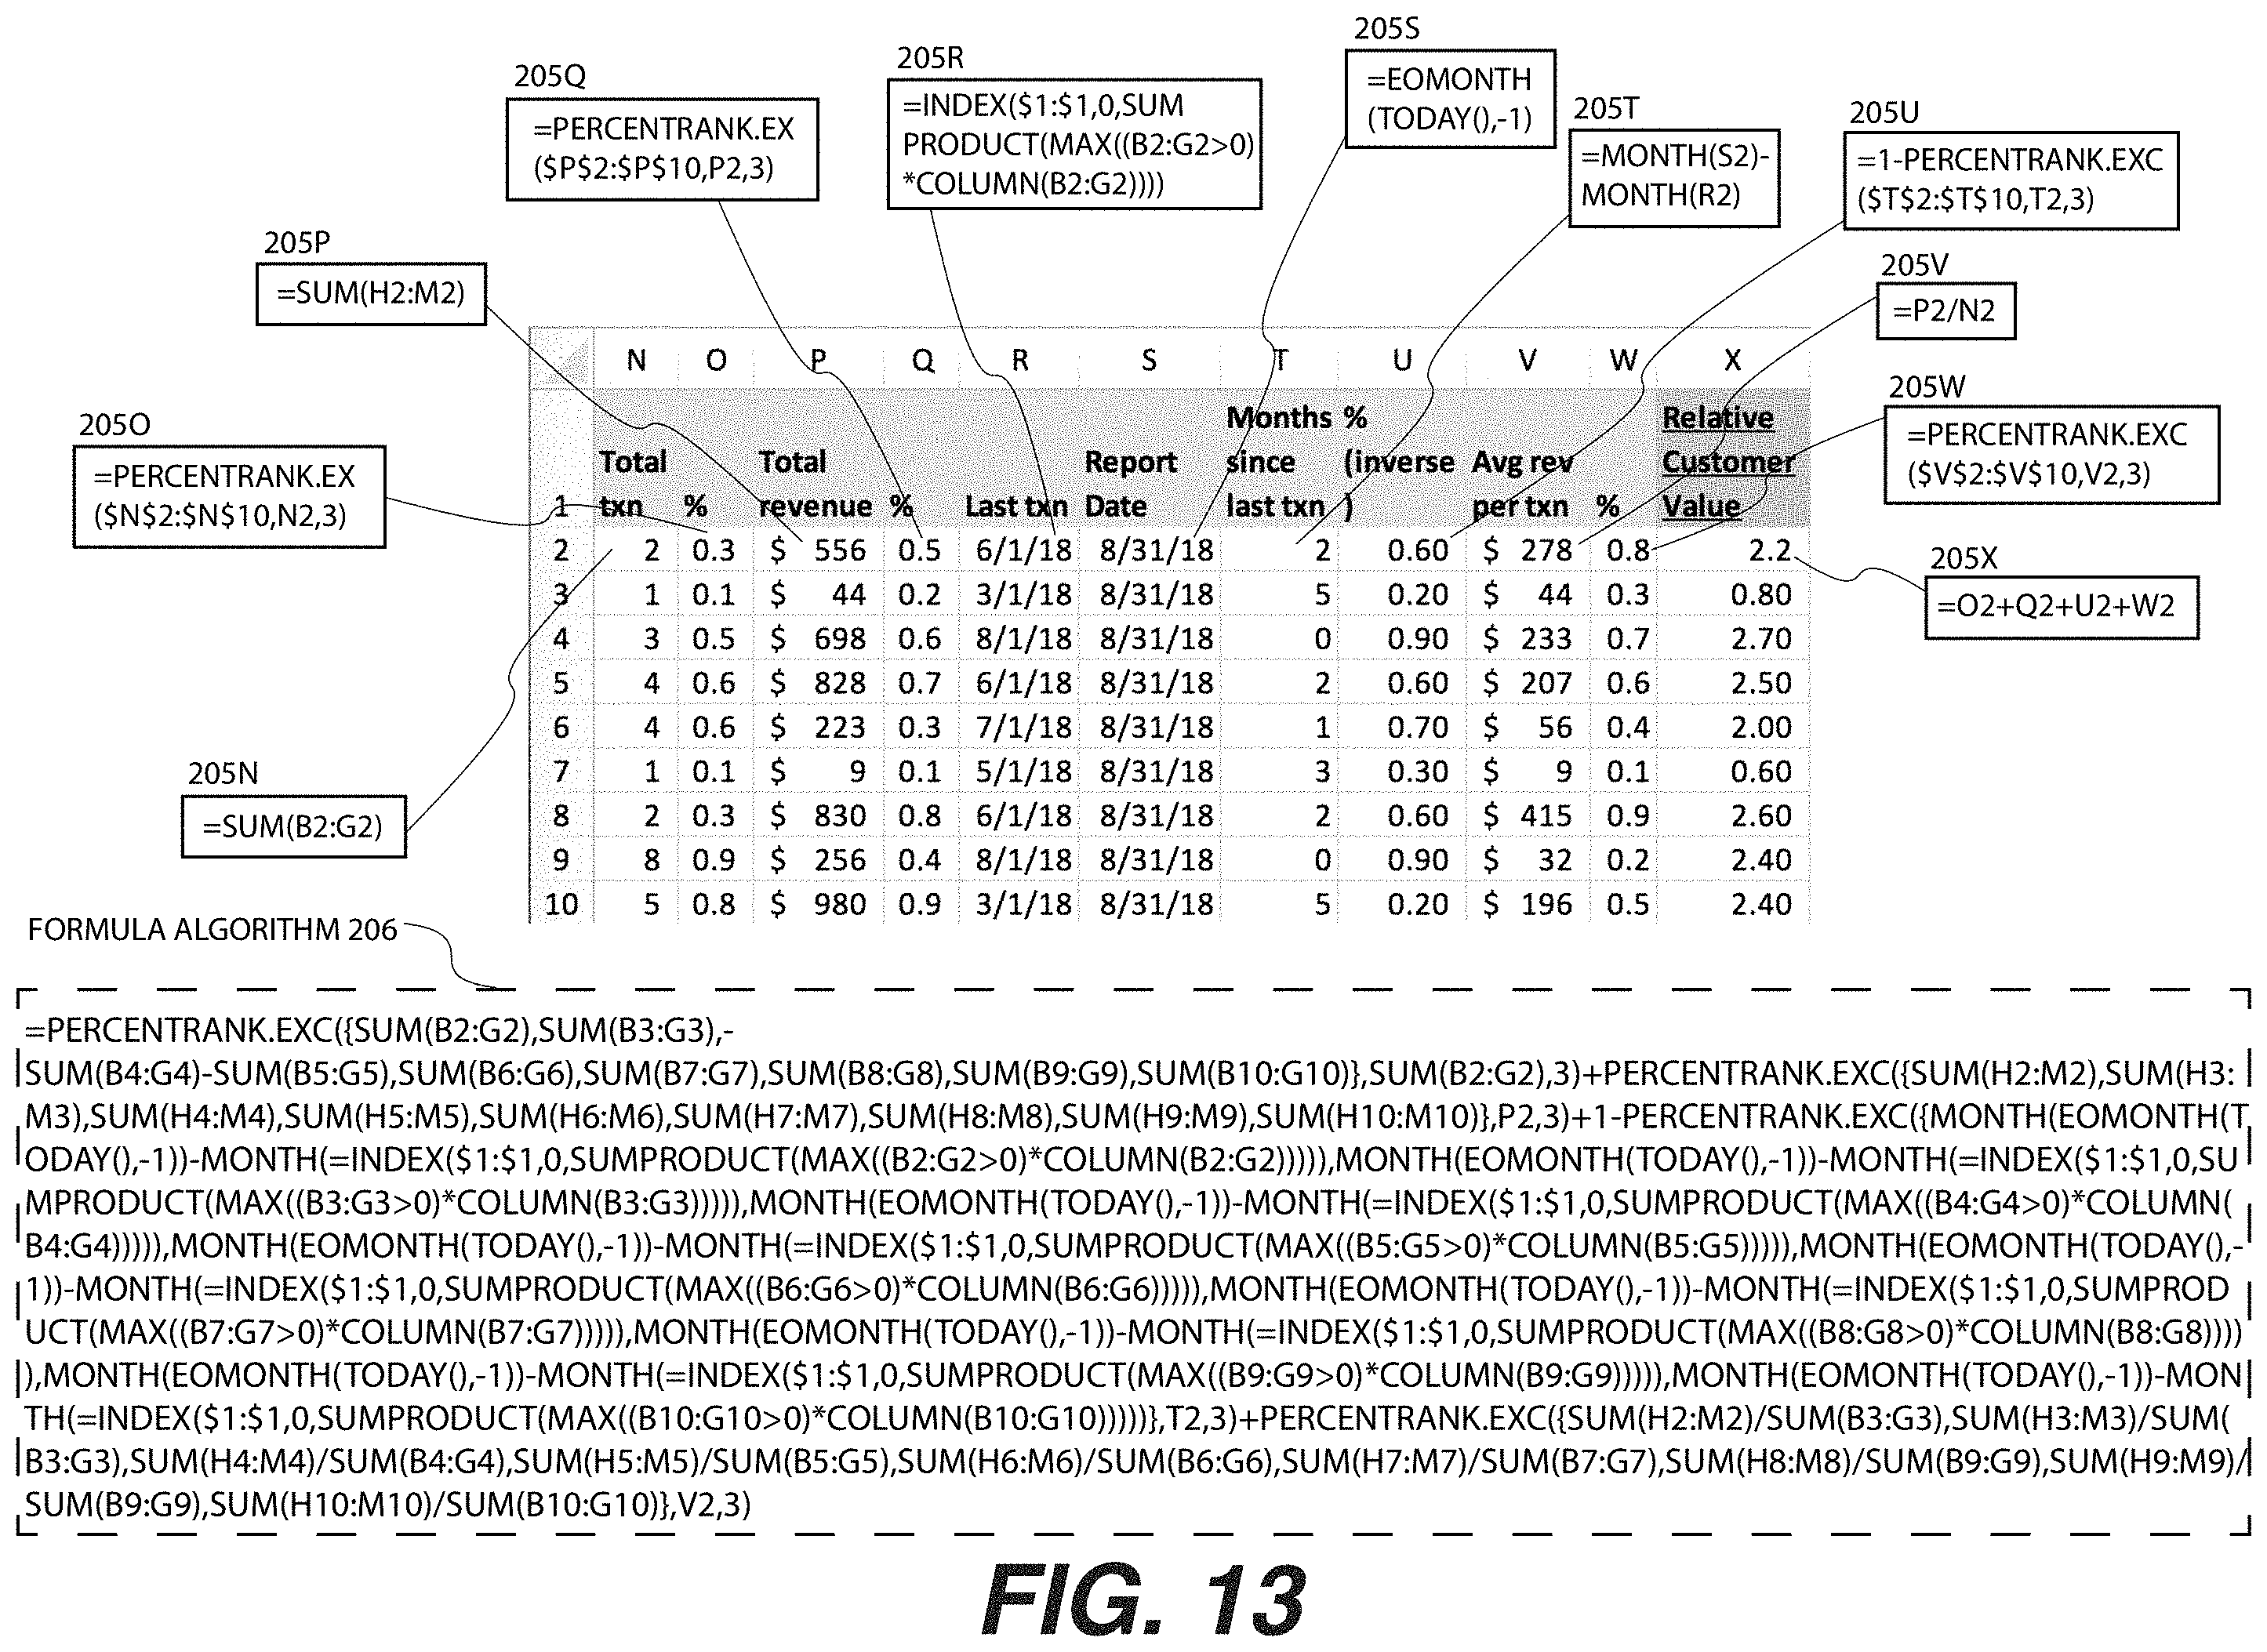 205S
=EOMONTH
(TODAY(),-1)
205R
=INDEX($1:$1,0,SUM
PRODUCT(MAX((B2:G2>0)
*COLUMN(B2:G2))))
205Q
=PERCENTRANK.EX
($P$2:$P$10,P2,3)
205T
=MONTH(S2)-
MONTH(R2)
205U
=1-PERCENTRANK.EXC
($T$2:$T$10,T2,3)
205P
=SUM(H2:M2)
205V
=P2/N2
205O
=PERCENTRANK.EX
($N$2:$N$10,N2,3)
205W
=PERCENTRANK.EXC
($V$2:$V$10,V2,3)
205X
=O2+Q2+U2+W2
205N
=SUM(B2:G2)
N O P Q R S T U V W X
Months % Relative
Total Total Report since (inverse Avg rev Customer
1 txn % revenue % Last txn Date last txn ) per txn % Value
2 2 0.3 $ 556 0.5 6/1/18 8/31/18 2 0.60 $ 278 0.8 2.2
3 1 0.1 $ 44 0.2 3/1/18 8/31/18 5 0.20 $ 44 0.3 0.80
4 3 0.5 $ 698 0.6 8/1/18 8/31/18 0 0.90 $ 233 0.7 2.70
5 4 0.6 $ 828 0.7 6/1/18 8/31/18 2 0.60 $ 207 0.6 2.50
6 4 0.6 $ 223 0.3 7/1/18 8/31/18 1 0.70 $ 56 0.4 2.00
7 1 0.1 $ 9 0.1 5/1/18 8/31/18 3 0.30 $ 9 0.1 0.60
8 2 0.3 $ 830 0.8 6/1/18 8/31/18 2 0.60 $ 415 0.9 2.60
9 8 0.9 $ 256 0.4 8/1/18 8/31/18 0 0.90 $ 32 0.2 2.40
10 5 0.8 $ 980 0.9 3/1/18 8/31/18 5 0.20 $ 196 0.5 2.40
FORMULA ALGORITHM 206
=PERCENTRANK.EXC({SUM(B2:G2),SUM(B3:G3),-
SUM(B4:G4)-SUM(B5:G5),SUM(B6:G6),SUM(B7:G7),SUM(B8:G8),SUM(B9:G9),SUM(B10:G10)},SUM(B2:G2),3)+PERCENTRANK.EXC({SUM(H2:M2),SUM(H3:
M3),SUM(H4:M4),SUM(H5:M5),SUM(H6:M6),SUM(H7:M7),SUM(H8:M8),SUM(H9:M9),SUM(H10:M10)},P2,3)+1-PERCENTRANK.EXC({MONTH(EOMONTH(T
ODAY(),-1))-MONTH(=INDEX($1:$1,0,SUMPRODUCT(MAX((B2:G2>0)*COLUMN(B2:G2))))),MONTH(EOMONTH(TODAY(),-1))-MONTH(=INDEX($1:$1,0,SU
MPRODUCT(MAX((B3:G3>0)*COLUMN(B3:G3))))),MONTH(EOMONTH(TODAY(),-1))-MONTH(=INDEX($1:$1,0,SUMPRODUCT(MAX((B4:G4>0)*COLUMN(
B4:G4))))),MONTH(EOMONTH(TODAY(),-1))-MONTH(=INDEX($1:$1,0,SUMPRODUCT(MAX((B5:G5>0)*COLUMN(B5:G5))))),MONTH(EOMONTH(TODAY(),-
1))-MONTH(=INDEX($1:$1,0,SUMPRODUCT(MAX((B6:G6>0)*COLUMN(B6:G6))))),MONTH(EOMONTH(TODAY(),-1))-MONTH(=INDEX($1:$1,0,SUMPROD
UCT(MAX((B7:G7>0)*COLUMN(B7:G7))))),MONTH(EOMONTH(TODAY(),-1))-MONTH(=INDEX($1:$1,0,SUMPRODUCT(MAX((B8:G8>0)*COLUMN(B8:G8))))
),MONTH(EOMONTH(TODAY(),-1))-MONTH(=INDEX($1:$1,0,SUMPRODUCT(MAX((B9:G9>0)*COLUMN(B9:G9))))),MONTH(EOMONTH(TODAY(),-1))-MON
TH(=INDEX($1:$1,0,SUMPRODUCT(MAX((B10:G10>0)*COLUMN(B10:G10)))))},T2,3)+PERCENTRANK.EXC({SUM(H2:M2)/SUM(B3:G3),SUM(H3:M3)/SUM(
B3:G3),SUM(H4:M4)/SUM(B4:G4),SUM(H5:M5)/SUM(B5:G5),SUM(H6:M6)/SUM(B6:G6),SUM(H7:M7)/SUM(B7:G7),SUM(H8:M8)/SUM(B9:G9),SUM(H9:M9)/
SUM(B9:G9),SUM(H10:M10)/SUM(B10:G10)},V2,3)
FIG. 13